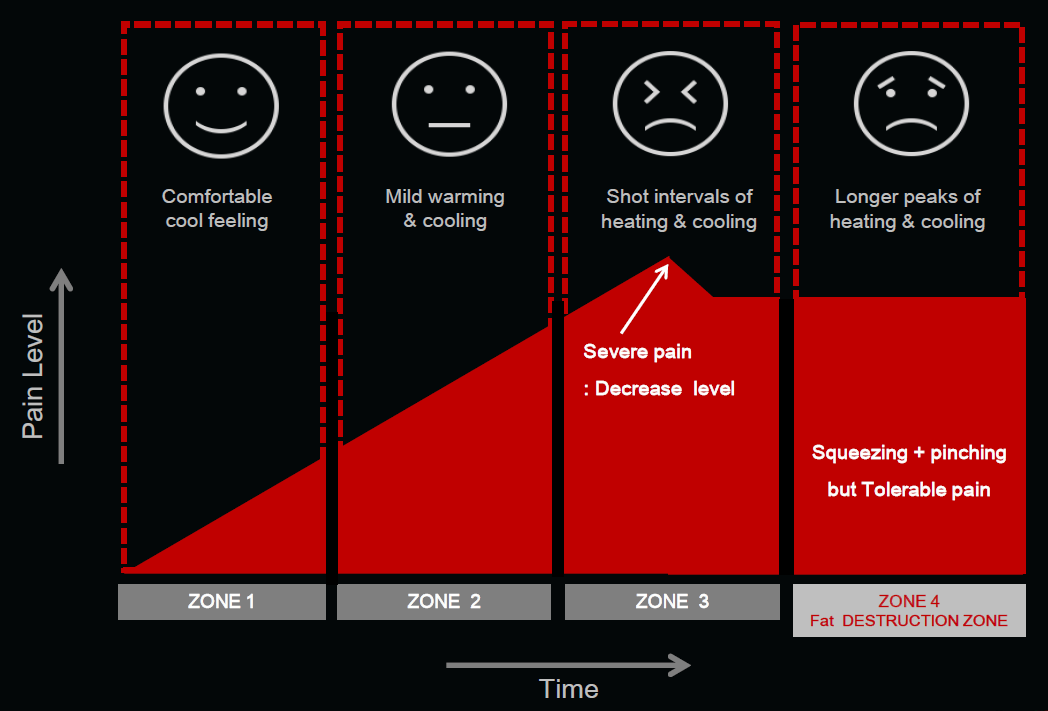 Comfortable
cool feeling
Mild warming
& cooling
Shot intervals of
heating & cooling
Longer peaks of
heating & cooling
Pain Level
Severe pain
: Decrease level
Squeezing + pinching
but Tolerable pain
ZONE 1
ZONE 2
ZONE 3
ZONE 4
Fat DESTRUCTION ZONE
Time